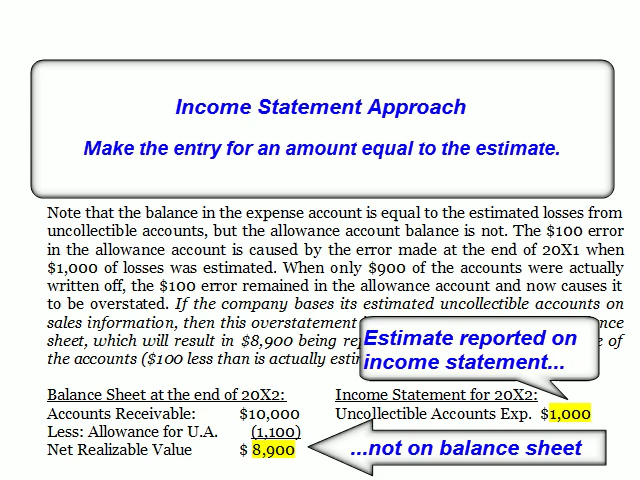 Income Statement Approach
Make the entry for an amount equal to the estimate.
Note that the balance in the expense account is equal to the estimated losses from
uncollectible accounts, but the allowance account balance is not. The $100 error
in the allowance account is caused by the error made at the end of 20X1 when
$1,000 of losses was estimated. When only $900 of the accounts were actually
written off, the $100 error remained in the allowance account and now causes it
to be overstated. If the company bases its estimated uncollectible accounts on
sales information, then this overstatement
sheet, which will result in $8,900 being of
the accounts ($100 less than is actually
Estimate reported on
income statement...
Balance Sheet at the end of 20X2: Income Statement for 20X2:
Accounts Receivable: $10,000 Uncollectible Accounts Exp. $1,000
Less: Allowance for U.A. (1,100)
Net Realizable Value $ 8,900
...not on balance sheet